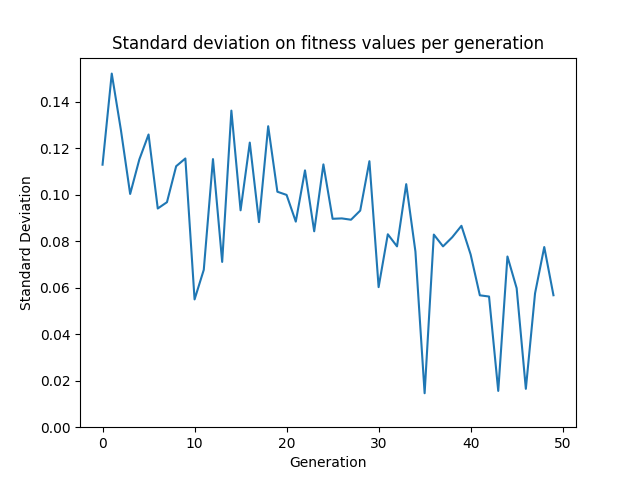 Standard deviation on fitness values per generation
0.14
0.12
0.10
0.08
0.06
0.04
0.02
0.00
Standard Deviation
0 10 20 30 40 50
Generation